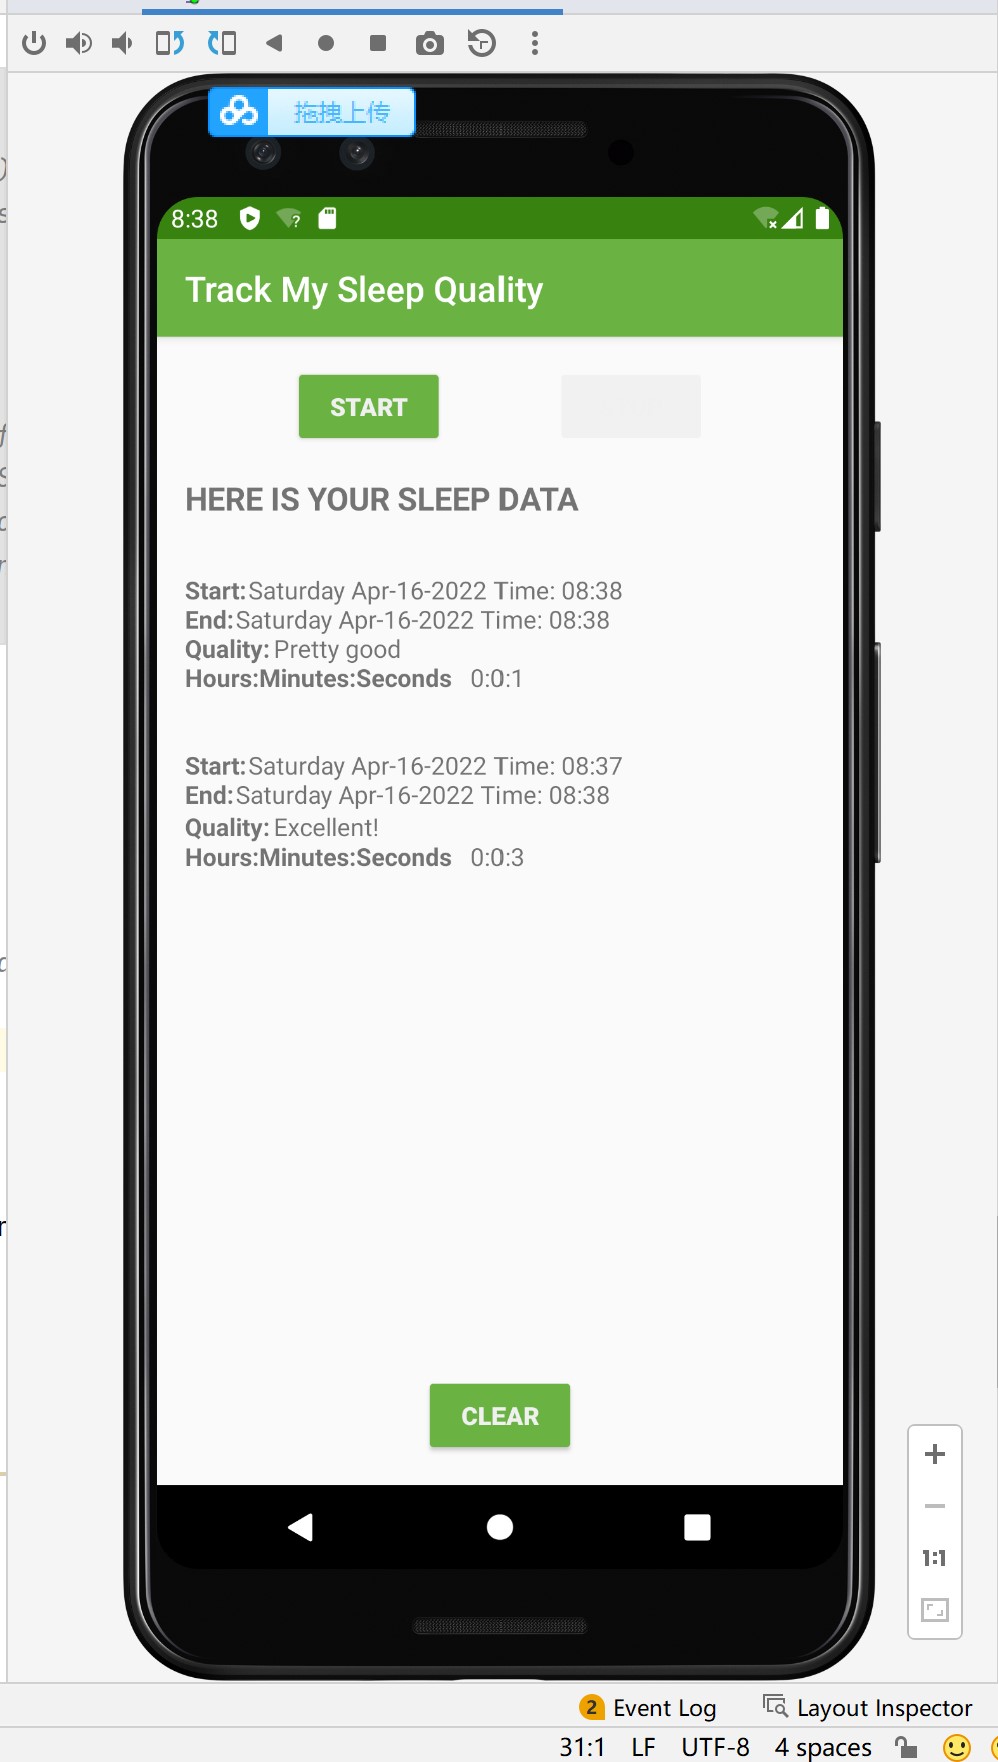 拖拽上传
8:38
Track My Sleep Quality
START
HERE IS YOUR SLEEP DATA
Start: Saturday Apr-16-2022 Time: 08:38
End: Saturday Apr-16-2022 Time: 08:38
Quality: Pretty good
Hours:Minutes:Seconds 0:0:1
Start: Saturday Apr-16-2022 Time: 08:37
End: Saturday Apr-16-2022 Time: 08:38
Quality: Excellent!
Hours:Minutes:Seconds 0:0:3
CLEAR
1:1
2 Event Log Layout Inspector
31:1 LF UTF-8 4 spaces